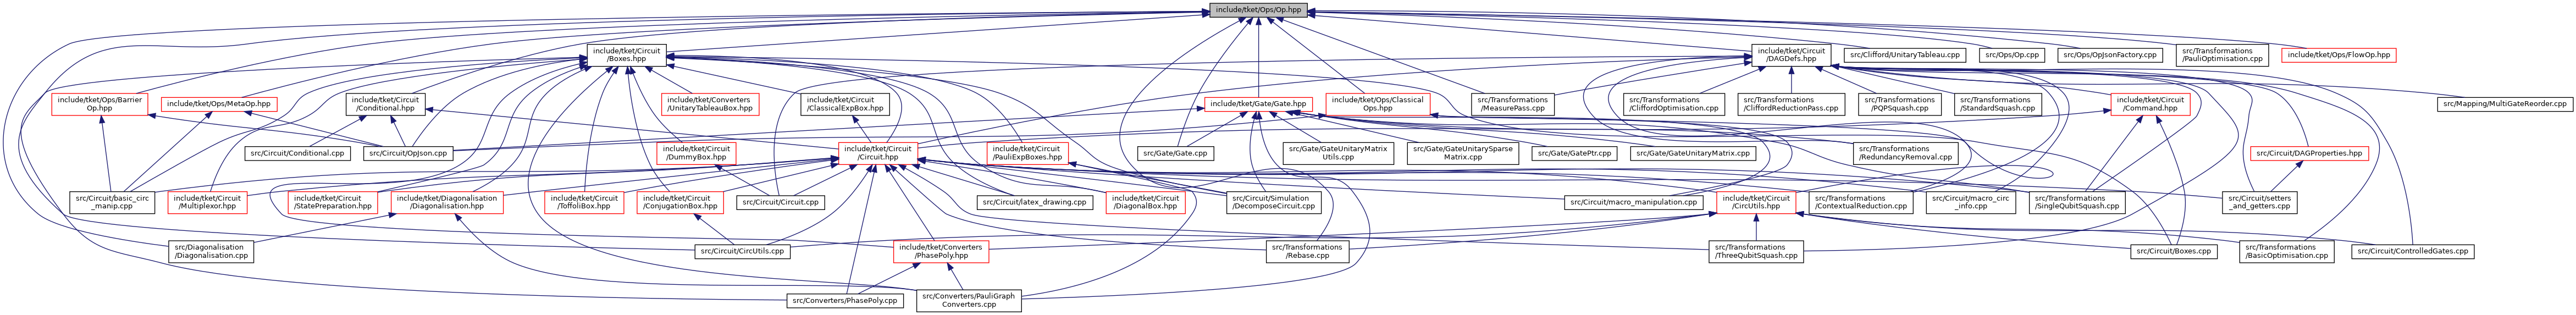 include/tket/Ops/Op.hpp
include/tket/Circuit
/Boxes.hpp
include/tket/Circuit
/DAGDefs.hpp
src/Clifford/UnitaryTableau.cpp
src/Ops/Op.cpp
src/Ops/OpJsonFactory.cpp
src/Transformations
/PauliOptimisation.cpp
include/tket/Ops/FlowOp.hpp
include/tket/Ops/Barrier
Op.hpp
include/tket/Ops/MetaOp.hpp
include/tket/Circuit
/Conditional.hpp
include/tket/Converters
/UnitaryTableauBox.hpp
include/tket/Circuit
/ClassicalExpBox.hpp
include/tket/Gate/Gate.hpp
include/tket/Ops/Classical
Ops.hpp
src/Transformations
/MeasurePass.cpp
src/Transformations
/CliffordOptimisation.cpp
src/Transformations
/CliffordReductionPass.cpp
src/Transformations
/PQPSquash.cpp
src/Transformations
/StandardSquash.cpp
include/tket/Circuit
/Command.hpp
src/Mapping/MultiGateReorder.cpp
src/Circuit/Conditional.cpp
src/Circuit/OpJson.cpp
include/tket/Circuit
/DummyBox.hpp
include/tket/Circuit
/Circuit.hpp
include/tket/Circuit
/PauliExpBoxes.hpp
src/Gate/Gate.cpp
src/Gate/GateUnitaryMatrix
Utils.cpp
src/Gate/GateUnitarySparse
Matrix.cpp
src/Gate/GatePtr.cpp
src/Gate/GateUnitaryMatrix.cpp
src/Transformations
/RedundancyRemoval.cpp
src/Circuit/DAGProperties.hpp
src/Circuit/basic_circ
_manip.cpp
include/tket/Circuit
/Multiplexor.hpp
include/tket/Circuit
/StatePreparation.hpp
include/tket/Diagonalisation
/Diagonalisation.hpp
include/tket/Circuit
/ToffoliBox.hpp
include/tket/Circuit
/ConjugationBox.hpp
src/Circuit/Circuit.cpp
src/Circuit/latex_drawing.cpp
include/tket/Circuit
/DiagonalBox.hpp
src/Circuit/Simulation
/DecomposeCircuit.cpp
src/Circuit/macro_manipulation.cpp
include/tket/Circuit
/CircUtils.hpp
src/Transformations
/ContextualReduction.cpp
src/Circuit/macro_circ
_info.cpp
src/Transformations
/SingleQubitSquash.cpp
src/Circuit/setters
_and_getters.cpp
src/Diagonalisation
/Diagonalisation.cpp
src/Circuit/CircUtils.cpp
include/tket/Converters
/PhasePoly.hpp
src/Transformations
/Rebase.cpp
src/Transformations
/ThreeQubitSquash.cpp
src/Circuit/Boxes.cpp
src/Transformations
/BasicOptimisation.cpp
src/Circuit/ControlledGates.cpp
src/Converters/PhasePoly.cpp
src/Converters/PauliGraph
Converters.cpp